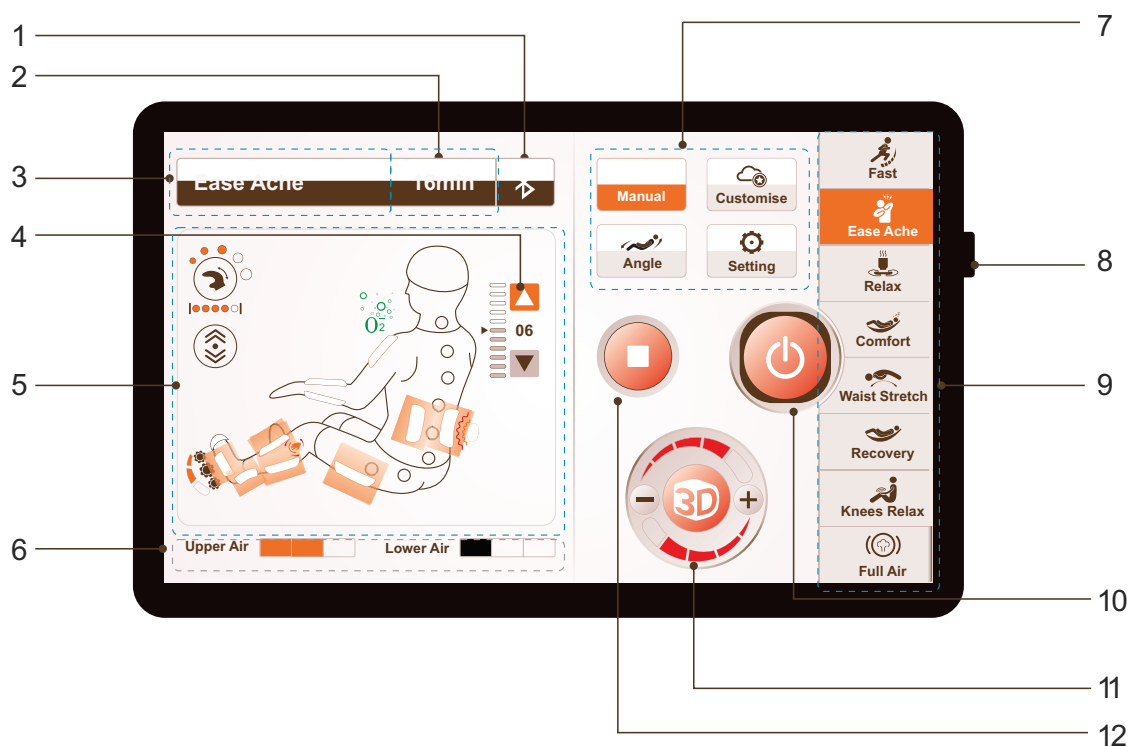 1
2
3
4
5
6
7
8
9
10
11
12
Ease Ache
16min
O2
06
Upper Air
Lower Air
Manual
Customise
Angle
Setting
3D
Fast
Ease Ache
Relax
Comfort
Waist Stretch
Recovery
Knees Relax
Full Air